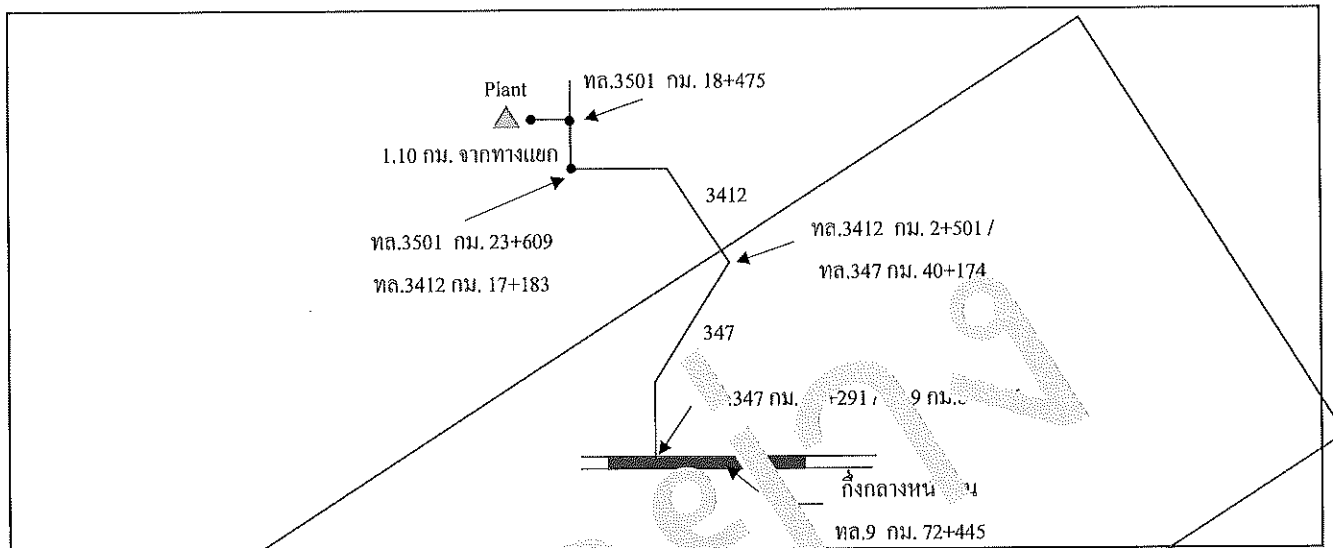 ทล.3501 กม. 18+475
Plant
1.10 กม. จากทางแยก
3412
ทล.3501 กม. 23+609
ทล.3412 กม. 17+183
ทล.3412 กม. 2+501 /
ทล.347 กม. 40+174
347
.347 กม. +291 / 9 กม.
กึ่งกลาง
ทล.9 กม. 72+445